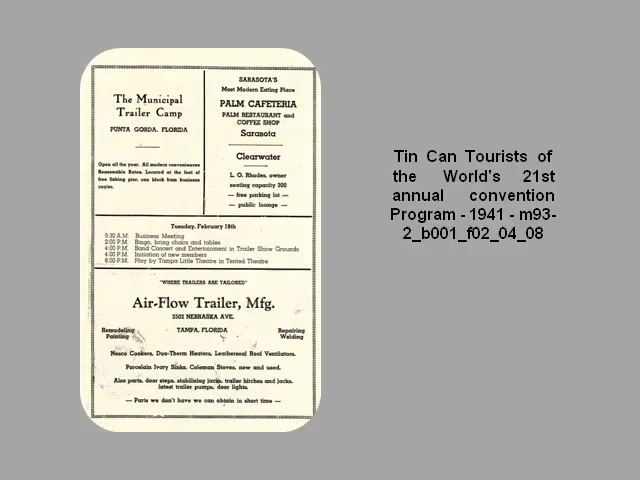 The Municipal
Trailer Camp
PUNTA GORDA, FLORIDA
Open all the year. All modern conveniences
Reasonable Rates. Located at the foot of
free fishing pier, one block from business
center.
SARASOTA'S
Most Modern Eating Place
PALM CAFETERIA
PALM RESTAURANT and
COFFEE SHOP
Sarasota
Clearwater
L. O. Rhodes, owner
seating capacity 300
— free parking lot —
— public lounge —
Tuesday, February 18th
9:30 A.M. Business Meeting
2:00 P.M. Bingo, bring chairs and tables
4:00 P.M. Band Concert and Entertainment in Trailer Show Grounds
4:00 P.M. Initiation of new members
8:00 P.M. Play by Tampa Little Theatre in Tented Theatre
"WHERE TRAILERS ARE TAILORED"
Air-Flow Trailer, Mfg.
3502 NEBRASKA AVE.
Remodeling TAMPA, FLORIDA Repairing
Painting Welding
Nesco Cookers, Duo-Therm Heaters, Leatherseal Roof Ventilators.
Porcelain Ivory Sinks, Coleman Stoves, new and used.
Also parts, door steps, stabilizing jacks, trailer hitches and jacks,
latest trailer pumps, door lights.
— Parts we don't have we can obtain in short time —
Tin Can Tourists of
the World's 21st
annual convention
Program - 1941 - m93-
2_b001_f02_04_08